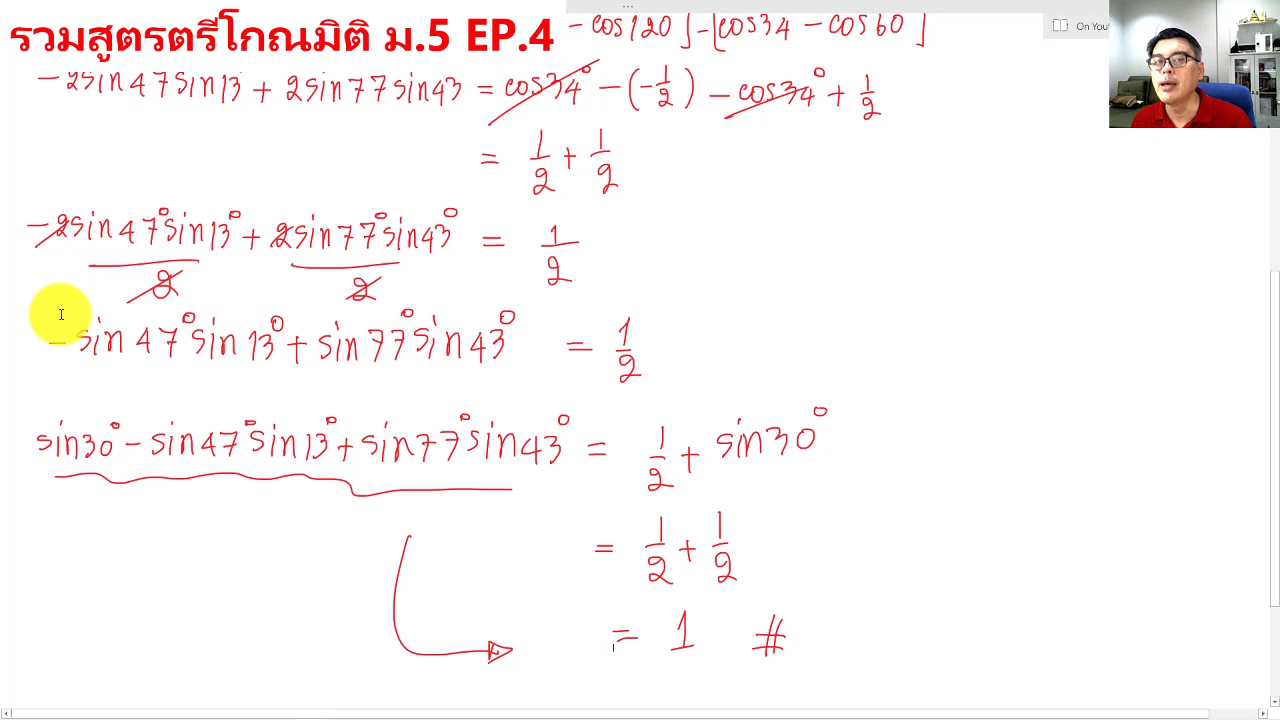 รวมสูตรตรีโกณมิติ ม.5 EP.4
- cos120] - [cos34 - cos60]
On You
-2sin47sin13 + 2sin77sin43 = cos34° - (-1/2) - cos34° + 1/2
= 1/2 + 1/2
-2sin47°sin13°/2 + 2sin77°sin43°/2 = 1/2
- sin47°sin13° + sin77°sin43° = 1/2
sin30° - sin47°sin13° + sin77°sin43° = 1/2 + sin30°
= 1/2 + 1/2
= 1 #